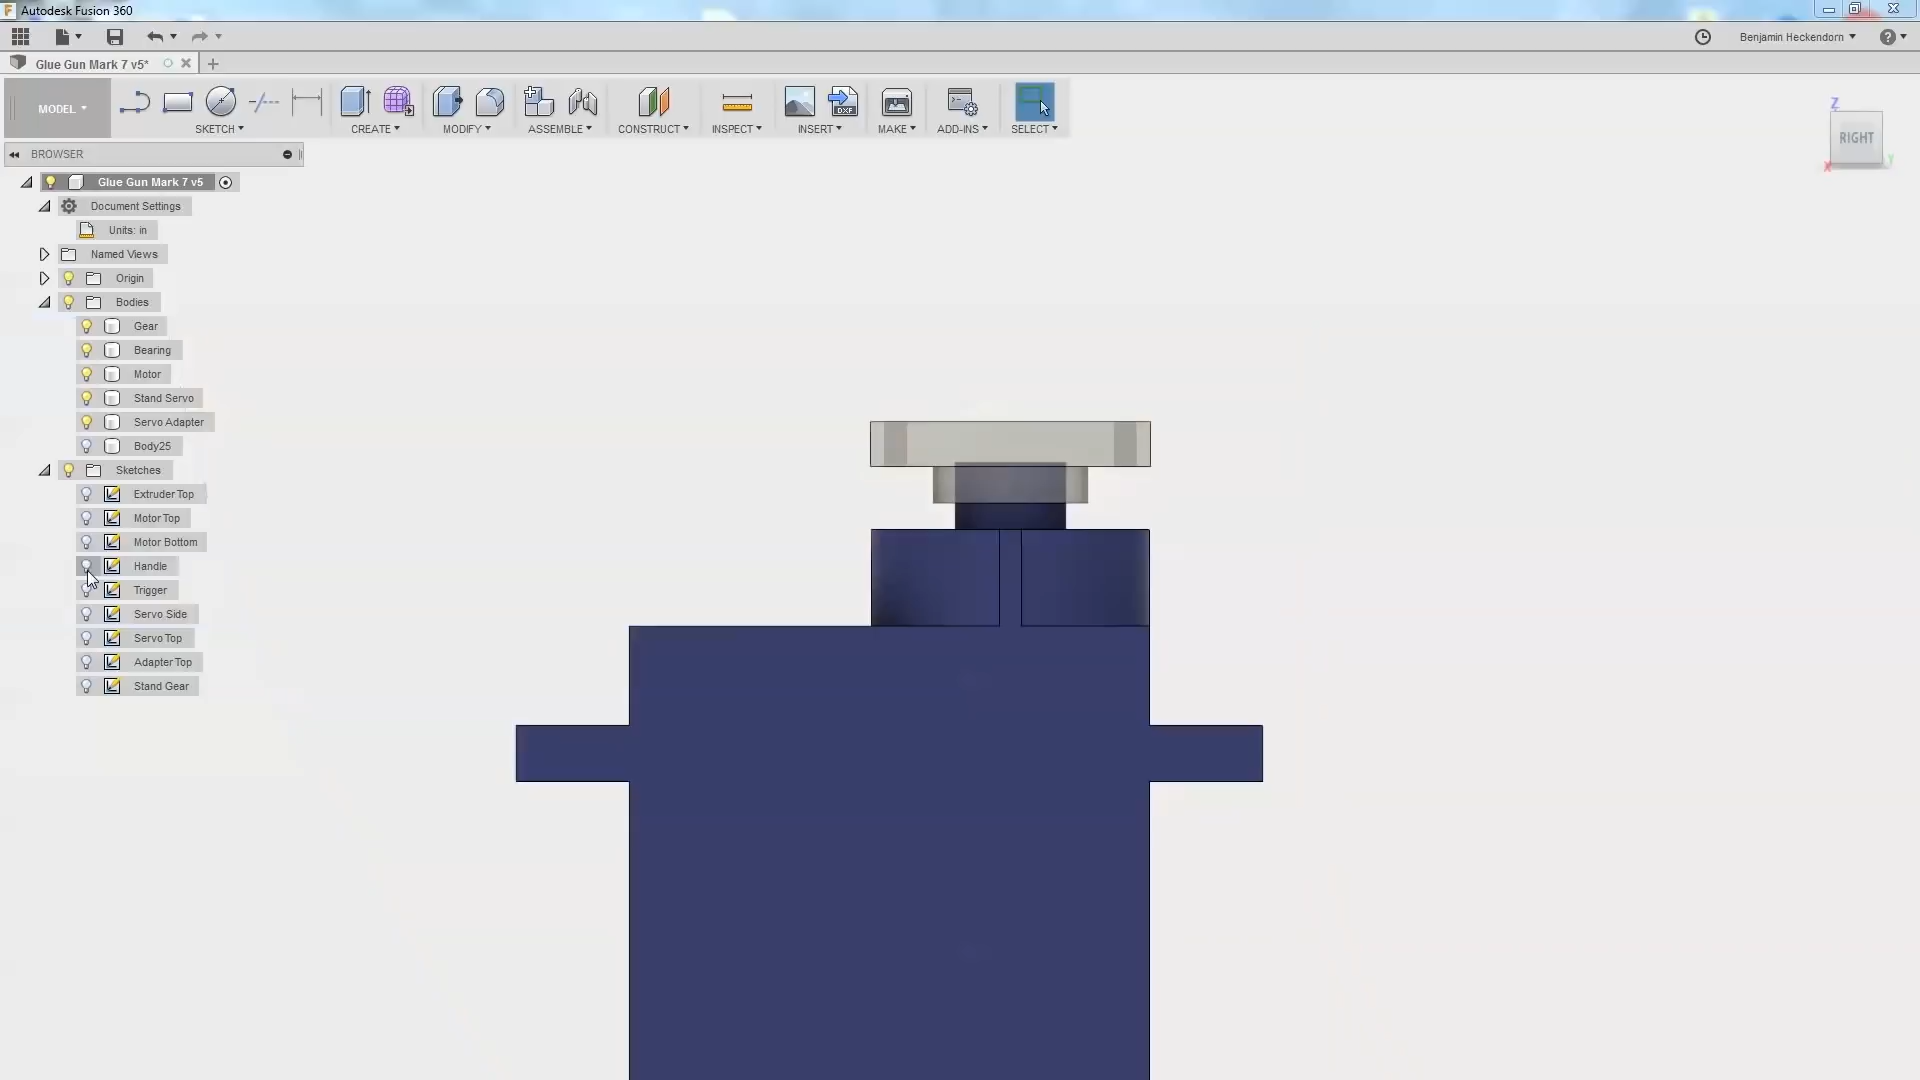 Autodesk Fusion 360
Benjamin Heckendorn
Glue Gun Mark 7 v5*
MODEL
SKETCH
CREATE
MODIFY
ASSEMBLE
CONSTRUCT
INSPECT
INSERT
DXF
MAKE
ADD-INS
SELECT
Z
RIGHT
X
Y
BROWSER
Glue Gun Mark 7 v5
Document Settings
Units: in
Named Views
Origin
Bodies
Gear
Bearing
Motor
Stand Servo
Servo Adapter
Body25
Sketches
Extruder Top
Motor Top
Motor Bottom
Handle
Trigger
Servo Side
Servo Top
Adapter Top
Stand Gear